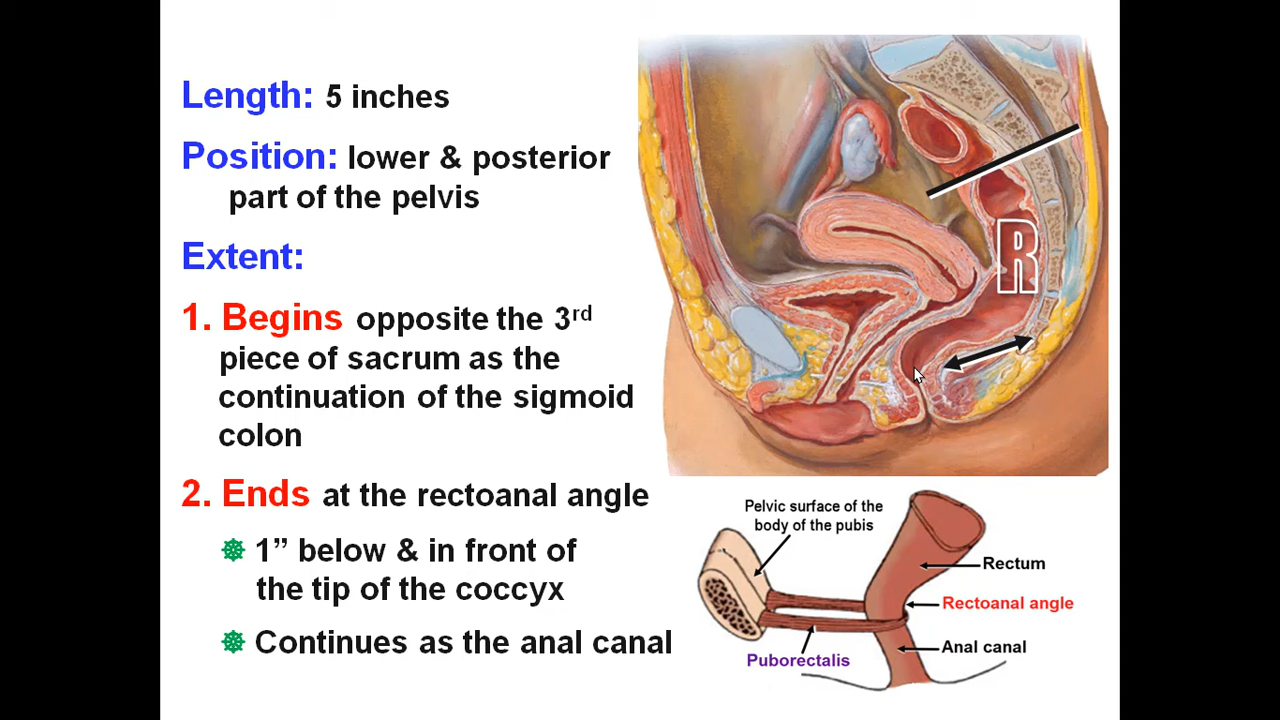 Length: 5 inches
Position: lower & posterior
part of the pelvis
Extent:
1. Begins opposite the 3rd
piece of sacrum as the
continuation of the sigmoid
colon
2. Ends at the rectoanal angle
1” below & in front of
the tip of the coccyx
Continues as the anal canal
R
Pelvic surface of the
body of the pubis
Rectum
Rectoanal angle
Anal canal
Puborectalis